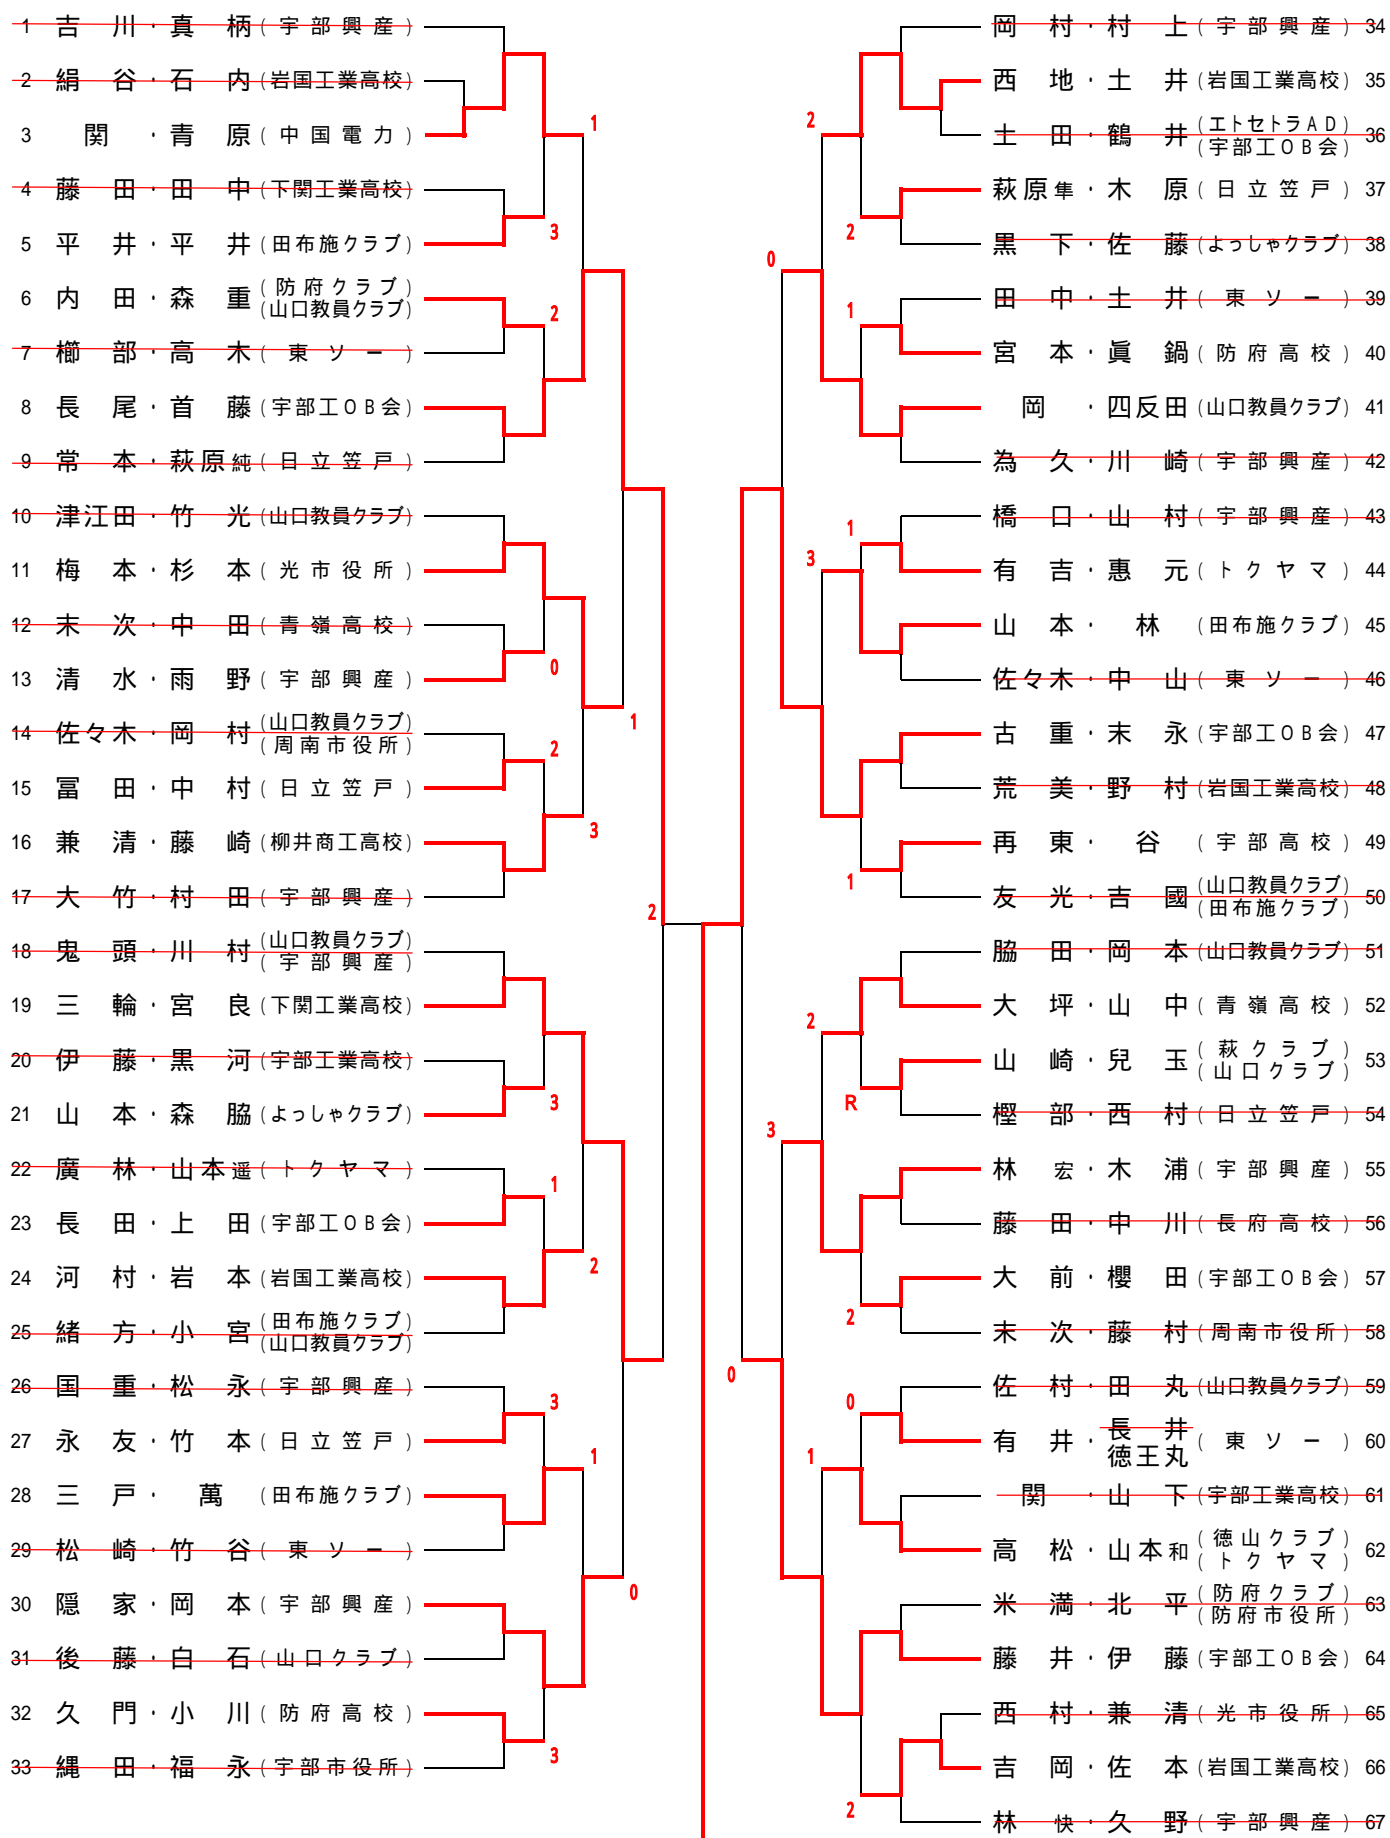 1 吉川・真柄(宇部興産)
2 絹谷・石内(岩国工業高校)
3 関・青原(中国電力)
4 藤田・田中(下関工業高校)
5 平井・平井(田布施クラブ)
6 内田・森重(防府クラブ)
(山口教員クラブ)
7 櫛部・高木(東ソー)
8 長尾・首藤(宇部工OB会)
9 常本・萩原純(日立笠戸)
10 津江田・竹光(山口教員クラブ)
11 梅本・杉本(光市役所)
12 末次・中田(青嶺高校)
13 清水・雨野(宇部興産)
14 佐々木・岡村(山口教員クラブ)
(周南市役所)
15 冨田・中村(日立笠戸)
16 兼清・藤崎(柳井商工高校)
17 大竹・村田(宇部興産)
18 鬼頭・川村(山口教員クラブ)
(宇部興産)
19 三輪・宮良(下関工業高校)
20 伊藤・黒河(宇部工業高校)
21 山本・森脇(よっしゃクラブ)
22 廣林・山本遥(トクヤマ)
23 長田・上田(宇部工OB会)
24 河村・岩本(岩国工業高校)
25 緒方・小宮(田布施クラブ)
(山口教員クラブ)
26 国重・松永(宇部興産)
27 永友・竹本(日立笠戸)
28 三戸・萬(田布施クラブ)
29 松崎・竹谷(東ソー)
30 隠家・岡本(宇部興産)
31 後藤・白石(山口クラブ)
32 久門・小川(防府高校)
33 縄田・福永(宇部市役所)
1
3
2
0
1
2
3
2
3
1
2
3
1
0
3
岡村・村上(宇部興産) 34
西地・土井(岩国工業高校) 35
土田・鶴井(エトセトラAD) 36
(宇部工OB会)
萩原隼・木原(日立笠戸) 37
黒下・佐藤(よっしゃクラブ) 38
田中・土井(東ソー) 39
宮本・眞鍋(防府高校) 40
岡・四反田(山口教員クラブ) 41
為久・川崎(宇部興産) 42
橋口・山村(宇部興産) 43
有吉・惠元(トクヤマ) 44
山本・林(田布施クラブ) 45
佐々木・中山(東ソー) 46
古重・末永(宇部工OB会) 47
荒美・野村(岩国工業高校) 48
再東・谷(宇部高校) 49
友光・吉國(山口教員クラブ) 50
(田布施クラブ)
脇田・岡本(山口教員クラブ) 51
大坪・山中(青嶺高校) 52
山崎・兒玉(萩クラブ) 53
(山口クラブ)
樫部・西村(日立笠戸) 54
林宏・木浦(宇部興産) 55
藤田・中川(長府高校) 56
大前・櫻田(宇部工OB会) 57
末次・藤村(周南市役所) 58
佐村・田丸(山口教員クラブ) 59
有井・長井(東ソー) 60
徳王丸
関・山下(宇部工業高校) 61
高松・山本和(徳山クラブ) 62
(トクヤマ)
米満・北平(防府クラブ) 63
(防府市役所)
藤井・伊藤(宇部工OB会) 64
西村・兼清(光市役所) 65
吉岡・佐本(岩国工業高校) 66
林快・久野(宇部興産) 67
2
2
0
1
1
3
1
2
R
3
2
0
0
1
2